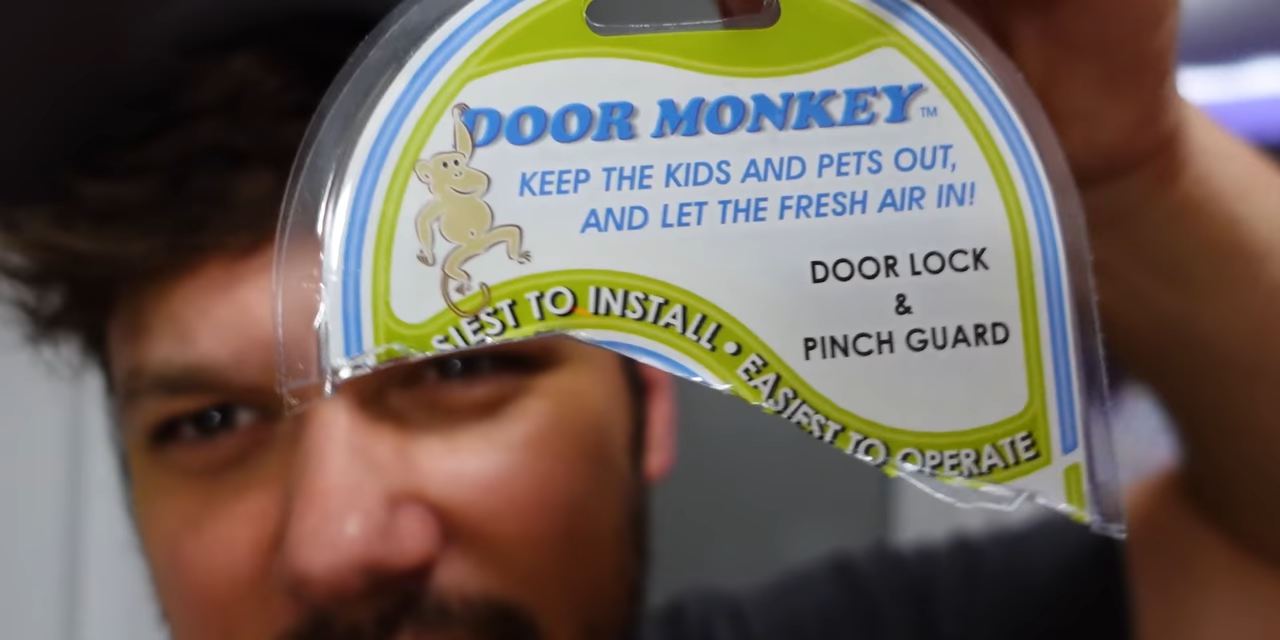 DOOR MONKEY™
KEEP THE KIDS AND PETS OUT,
AND LET THE FRESH AIR IN!
DOOR LOCK
&
PINCH GUARD
SIEST TO INSTALL • EASIEST TO OPERATE